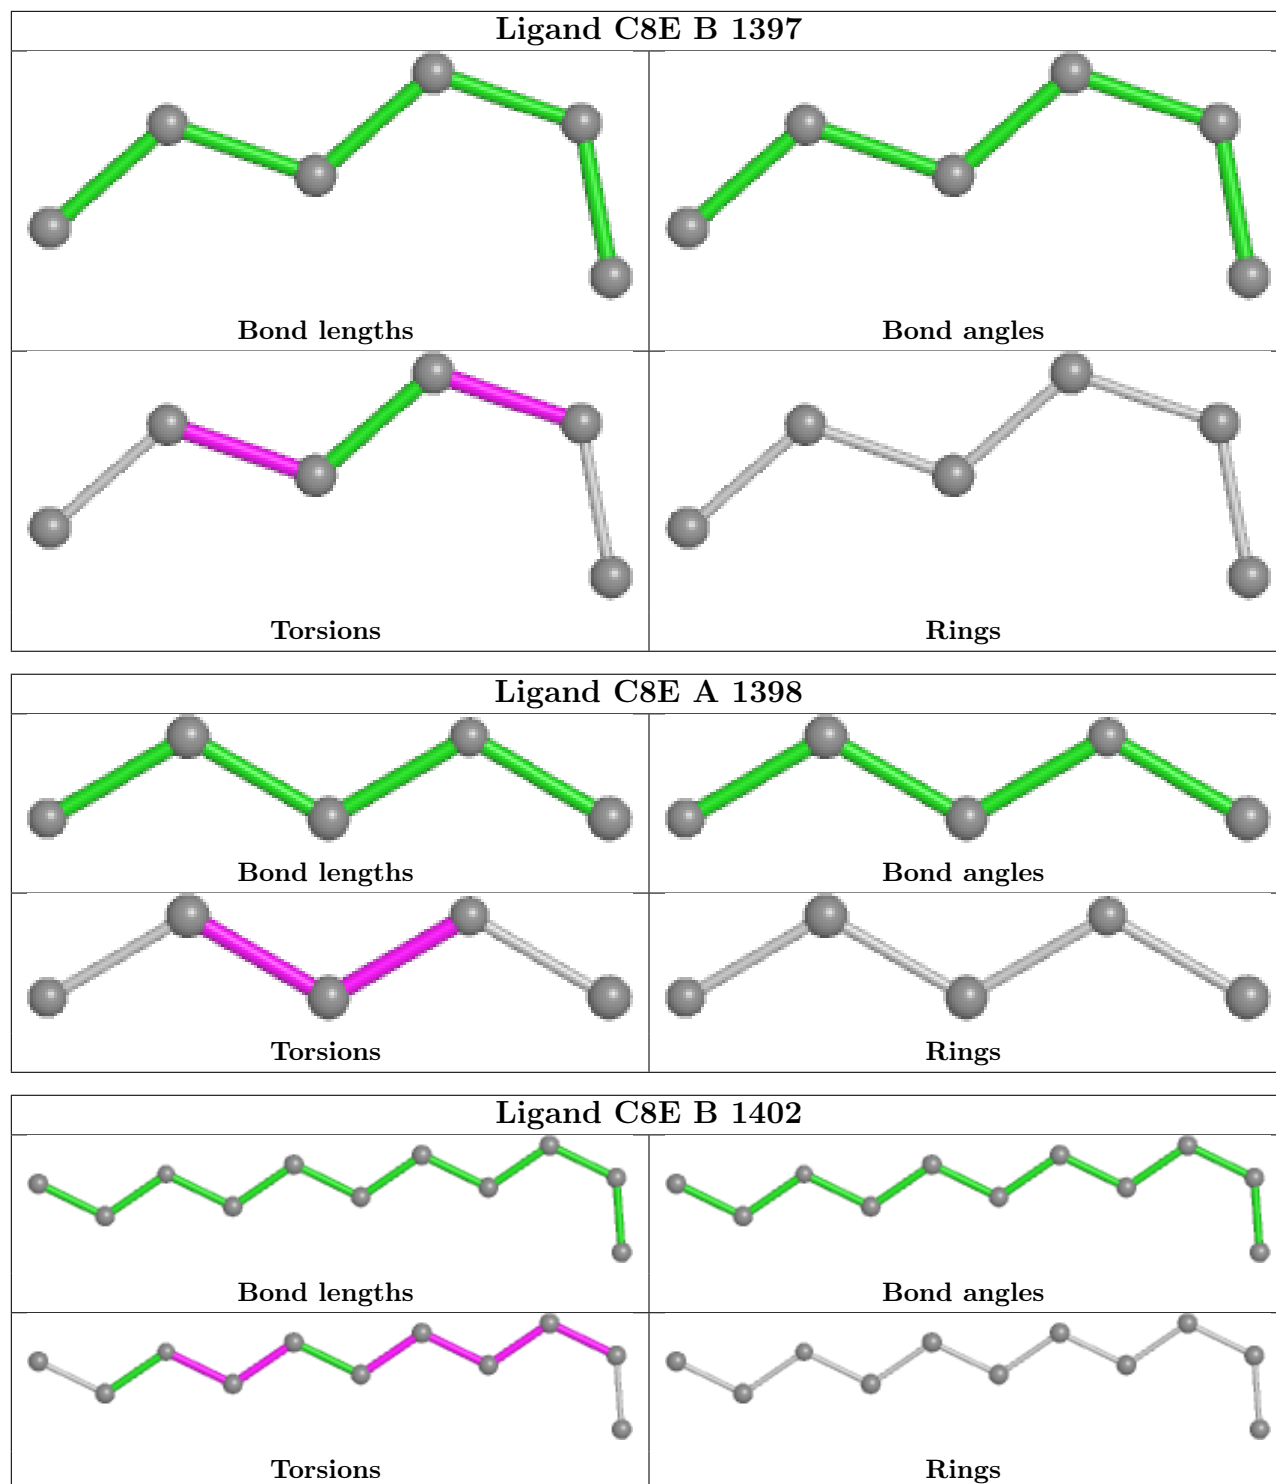 Ligand C8E B 1397
Bond lengths
Bond angles
Torsions
Rings
Ligand C8E A 1398
Bond lengths
Bond angles
Torsions
Rings
Ligand C8E B 1402
Bond lengths
Bond angles
Torsions
Rings